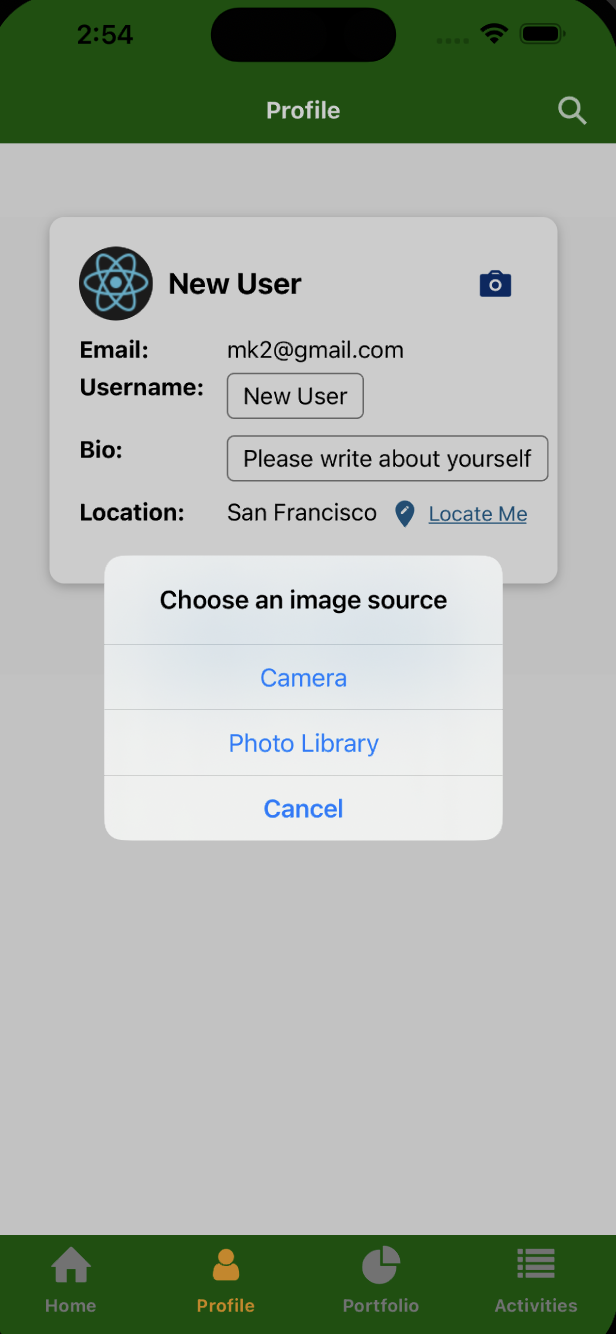 2:54
Profile
New User
Email: mk2@gmail.com
Username: New User
Bio: Please write about yourself
Location: San Francisco Locate Me
Choose an image source
Camera
Photo Library
Cancel
Home Profile Portfolio Activities